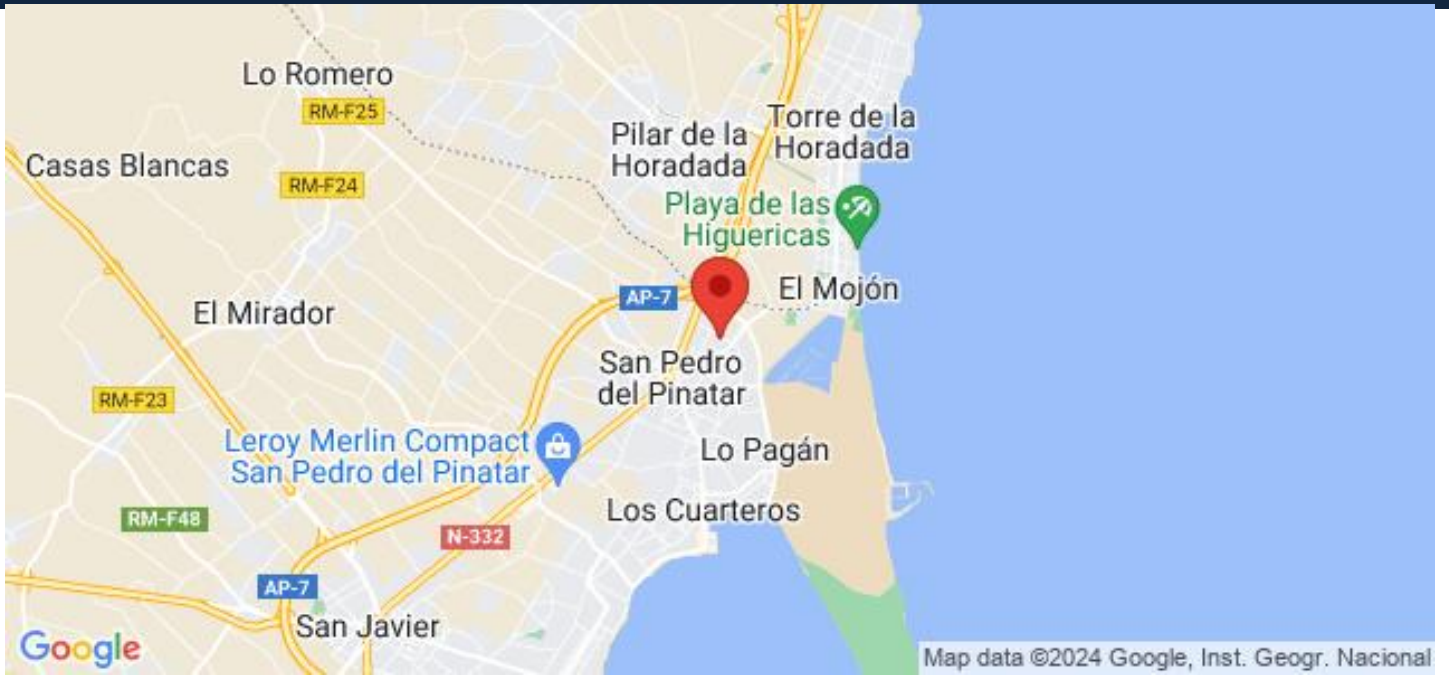 Lo Romero
RM-F25
Torre de la
Horadada
Pilar de la
Horadada
Casas Blancas
RM-F24
Playa de las
Higuericas
El Mojón
AP-7
El Mirador
San Pedro
del Pinatar
RM-F23
Leroy Merlin Compact
San Pedro del Pinatar
Lo Pagán
Los Cuarteros
RM-F48
N-332
AP-7
San Javier
Google
Map data ©2024 Google, Inst. Geogr. Nacional